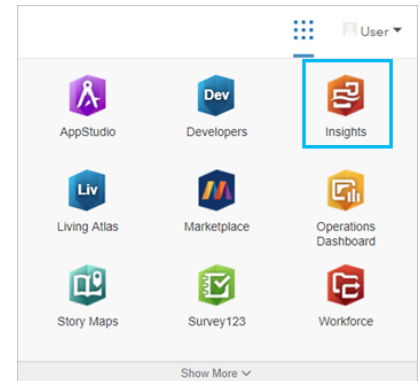 User
Dev
AppStudio
Developers
Insights
Liv
Living Atlas
Marketplace
Operations
Dashboard
Story Maps
Survey123
Workforce
Show More